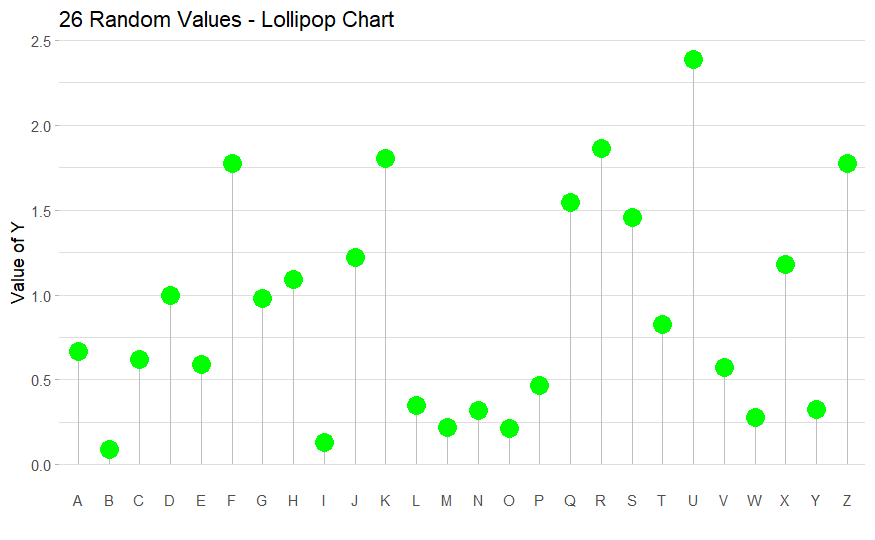 26 Random Values - Lollipop Chart
Value of Y
2.5
2.0
1.5
1.0
0.5
0.0
A B C D E F G H I J K L M N O P Q R S T U V W X Y Z